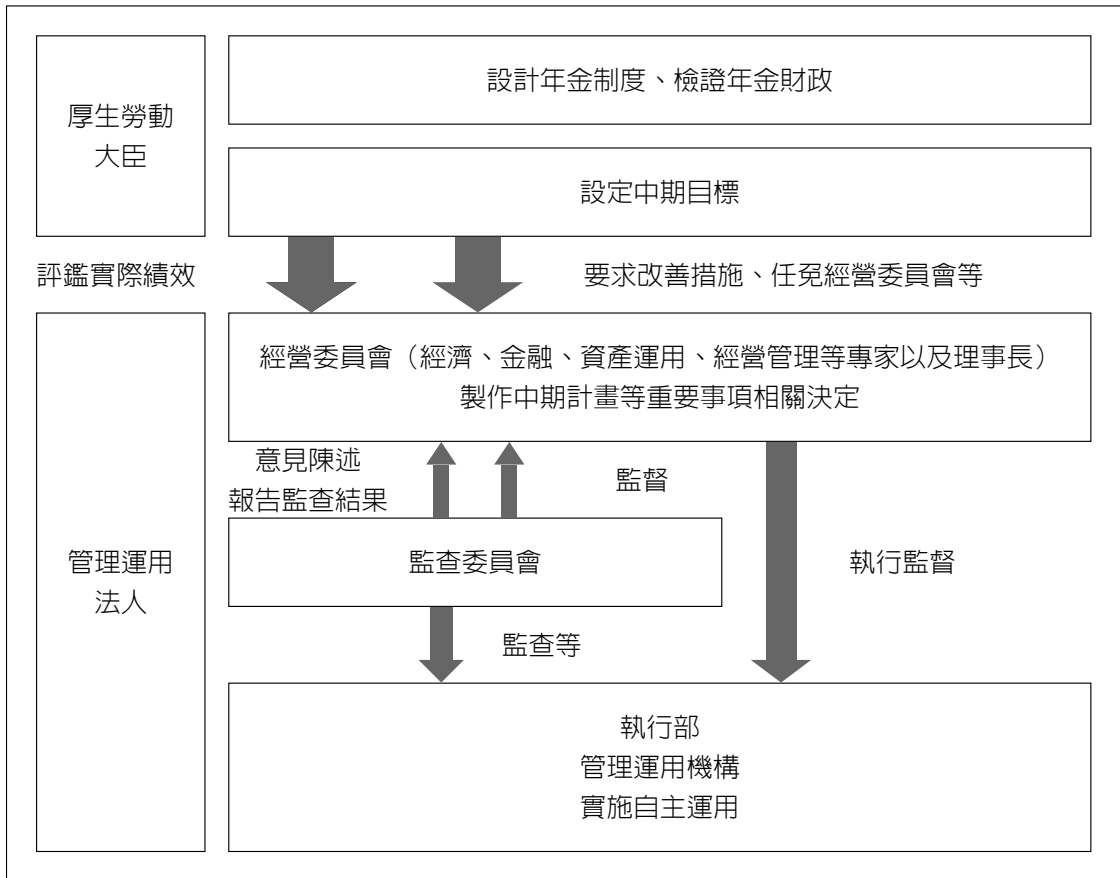 厚生勞動
大臣
設計年金制度、檢證年金財政
設定中期目標
評鑑實際績效
要求改善措施、任免經營委員會等
管理運用
法人
經營委員會（經濟、金融、資產運用、經營管理等專家以及理事長）
製作中期計畫等重要事項相關決定
意見陳述
報告監查結果
監督
監查委員會
執行監督
監查等
執行部
管理運用機構
實施自主運用